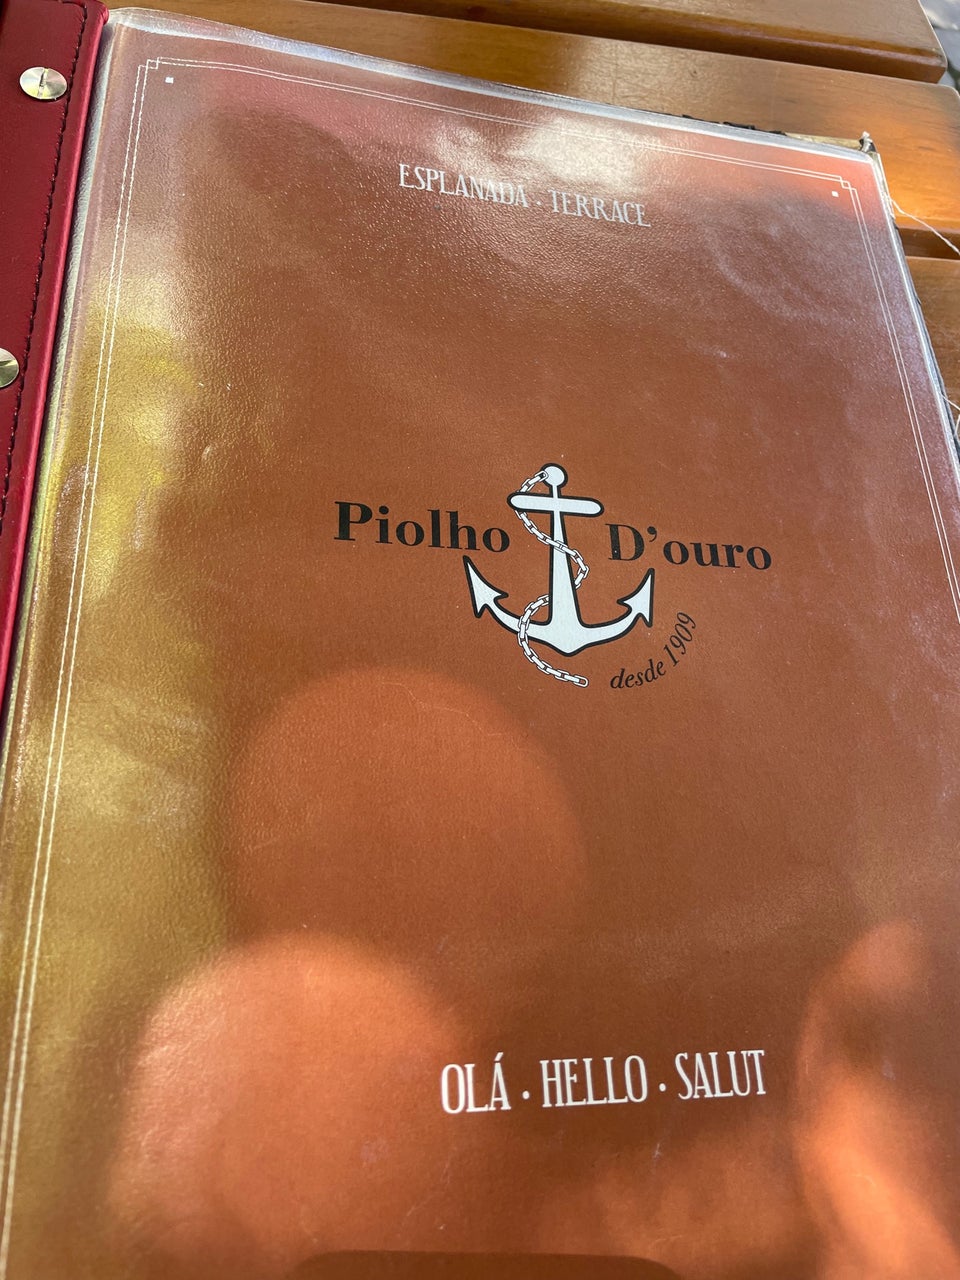 ESPLANADA · TERRACE
Piolho D'ouro
desde 1909
OLÁ · HELLO · SALUT